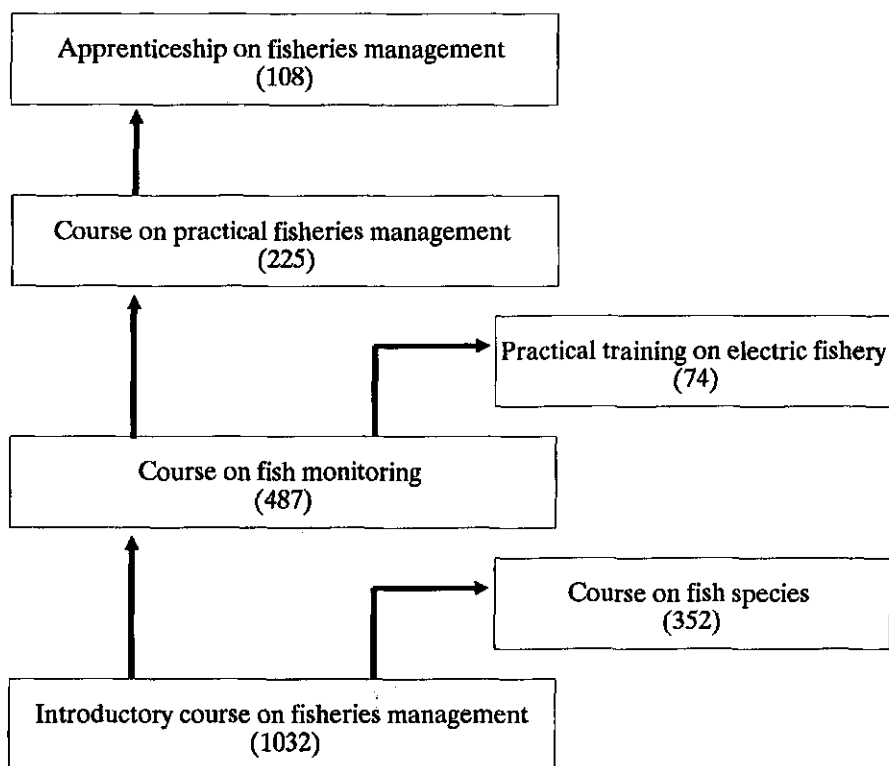 Apprenticeship on fisheries management
(108)
Course on practical fisheries management
(225)
Practical training on electric fishery
(74)
Course on fish monitoring
(487)
Course on fish species
(352)
Introductory course on fisheries management
(1032)